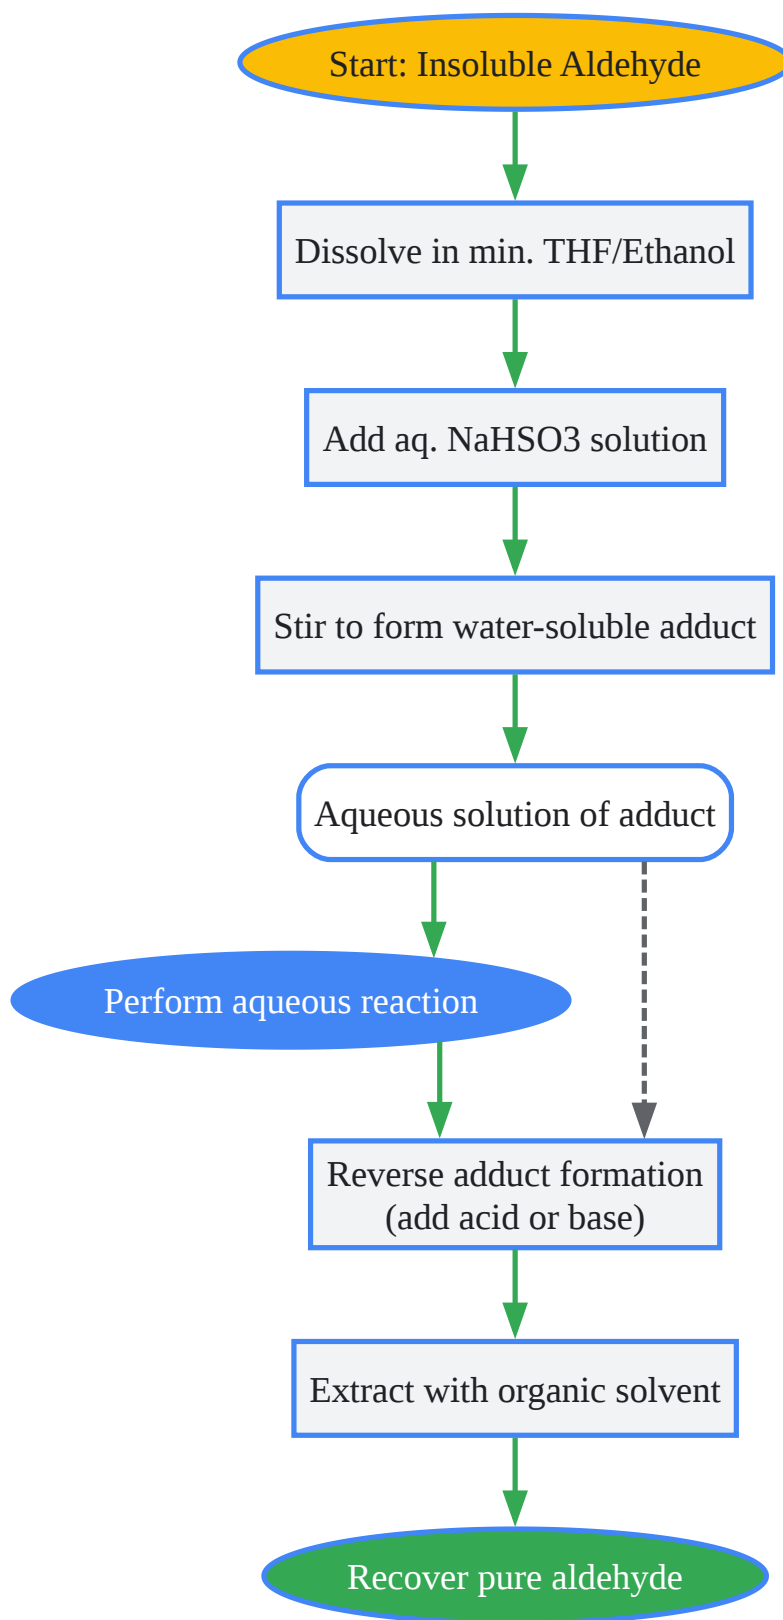 Start: Insoluble Aldehyde
Dissolve in min. THF/Ethanol
Add aq. NaHSO3 solution
Stir to form water-soluble adduct
Aqueous solution of adduct
Perform aqueous reaction
Reverse adduct formation
(add acid or base)
Extract with organic solvent
Recover pure aldehyde